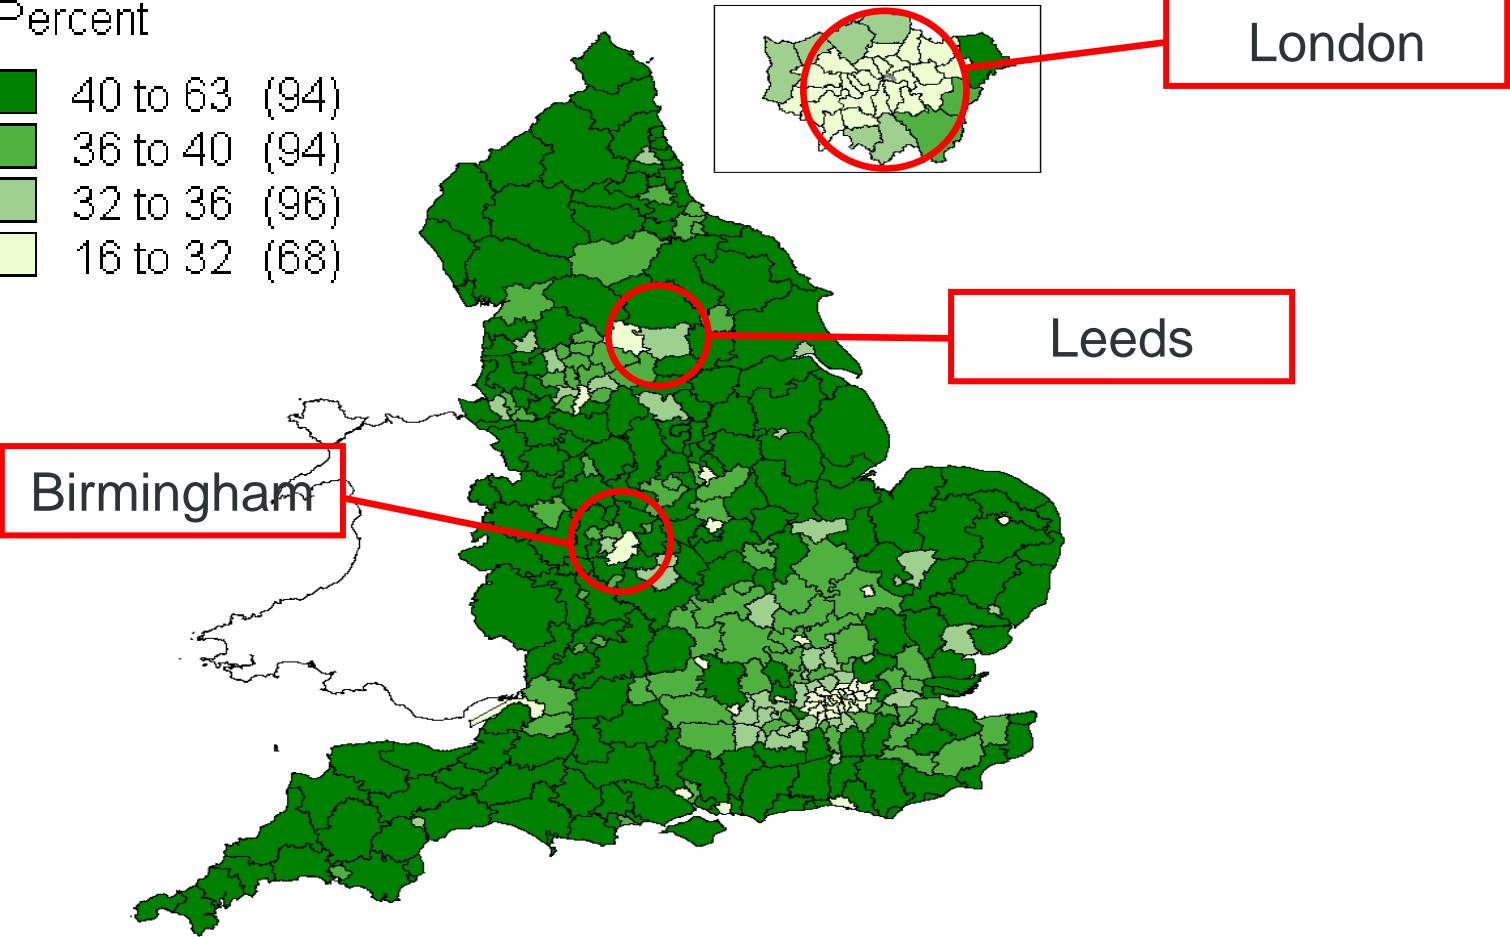 Percent
40 to 63 (94)
36 to 40 (94)
32 to 36 (96)
16 to 32 (68)
London
Leeds
Birmingham